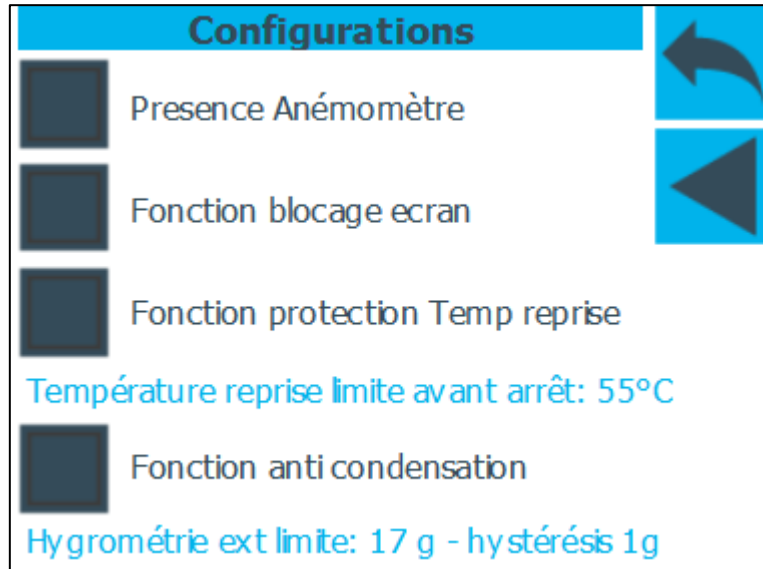 Configurations
Presence Anémomètre
Fonction blocage ecran
Fonction protection Temp reprise
Température reprise limite avant arrêt: 55°C
Fonction anti condensation
Hygrométrie ext limite: 17 g - hystérésis 1g